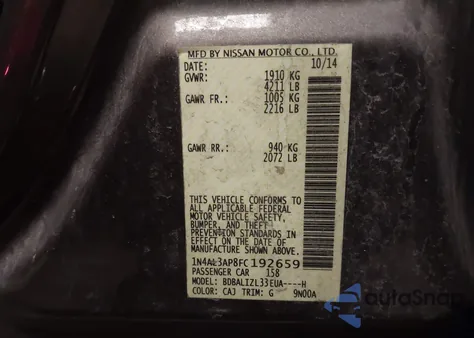 MFD BY NISSAN MOTOR CO., LTD.
DATE: 10/14
GVWR: 1910 KG
4211 LB
GAWR FR.: 1005 KG
2216 LB
GAWR RR.: 940 KG
2072 LB
THIS VEHICLE CONFORMS TO
ALL APPLICABLE FEDERAL
MOTOR VEHICLE SAFETY,
BUMPER, AND THEFT
PREVENTION STANDARDS
IN EFFECT ON THE DATE OF
MANUFACTURE SHOWN ABOVE.
1N4AL3AP8FC192659
PASSENGER CAR 158
MODEL: BDBALIZL33EUA----H
COLOR: CAJ TRIM: G 9N00A
autoSnap